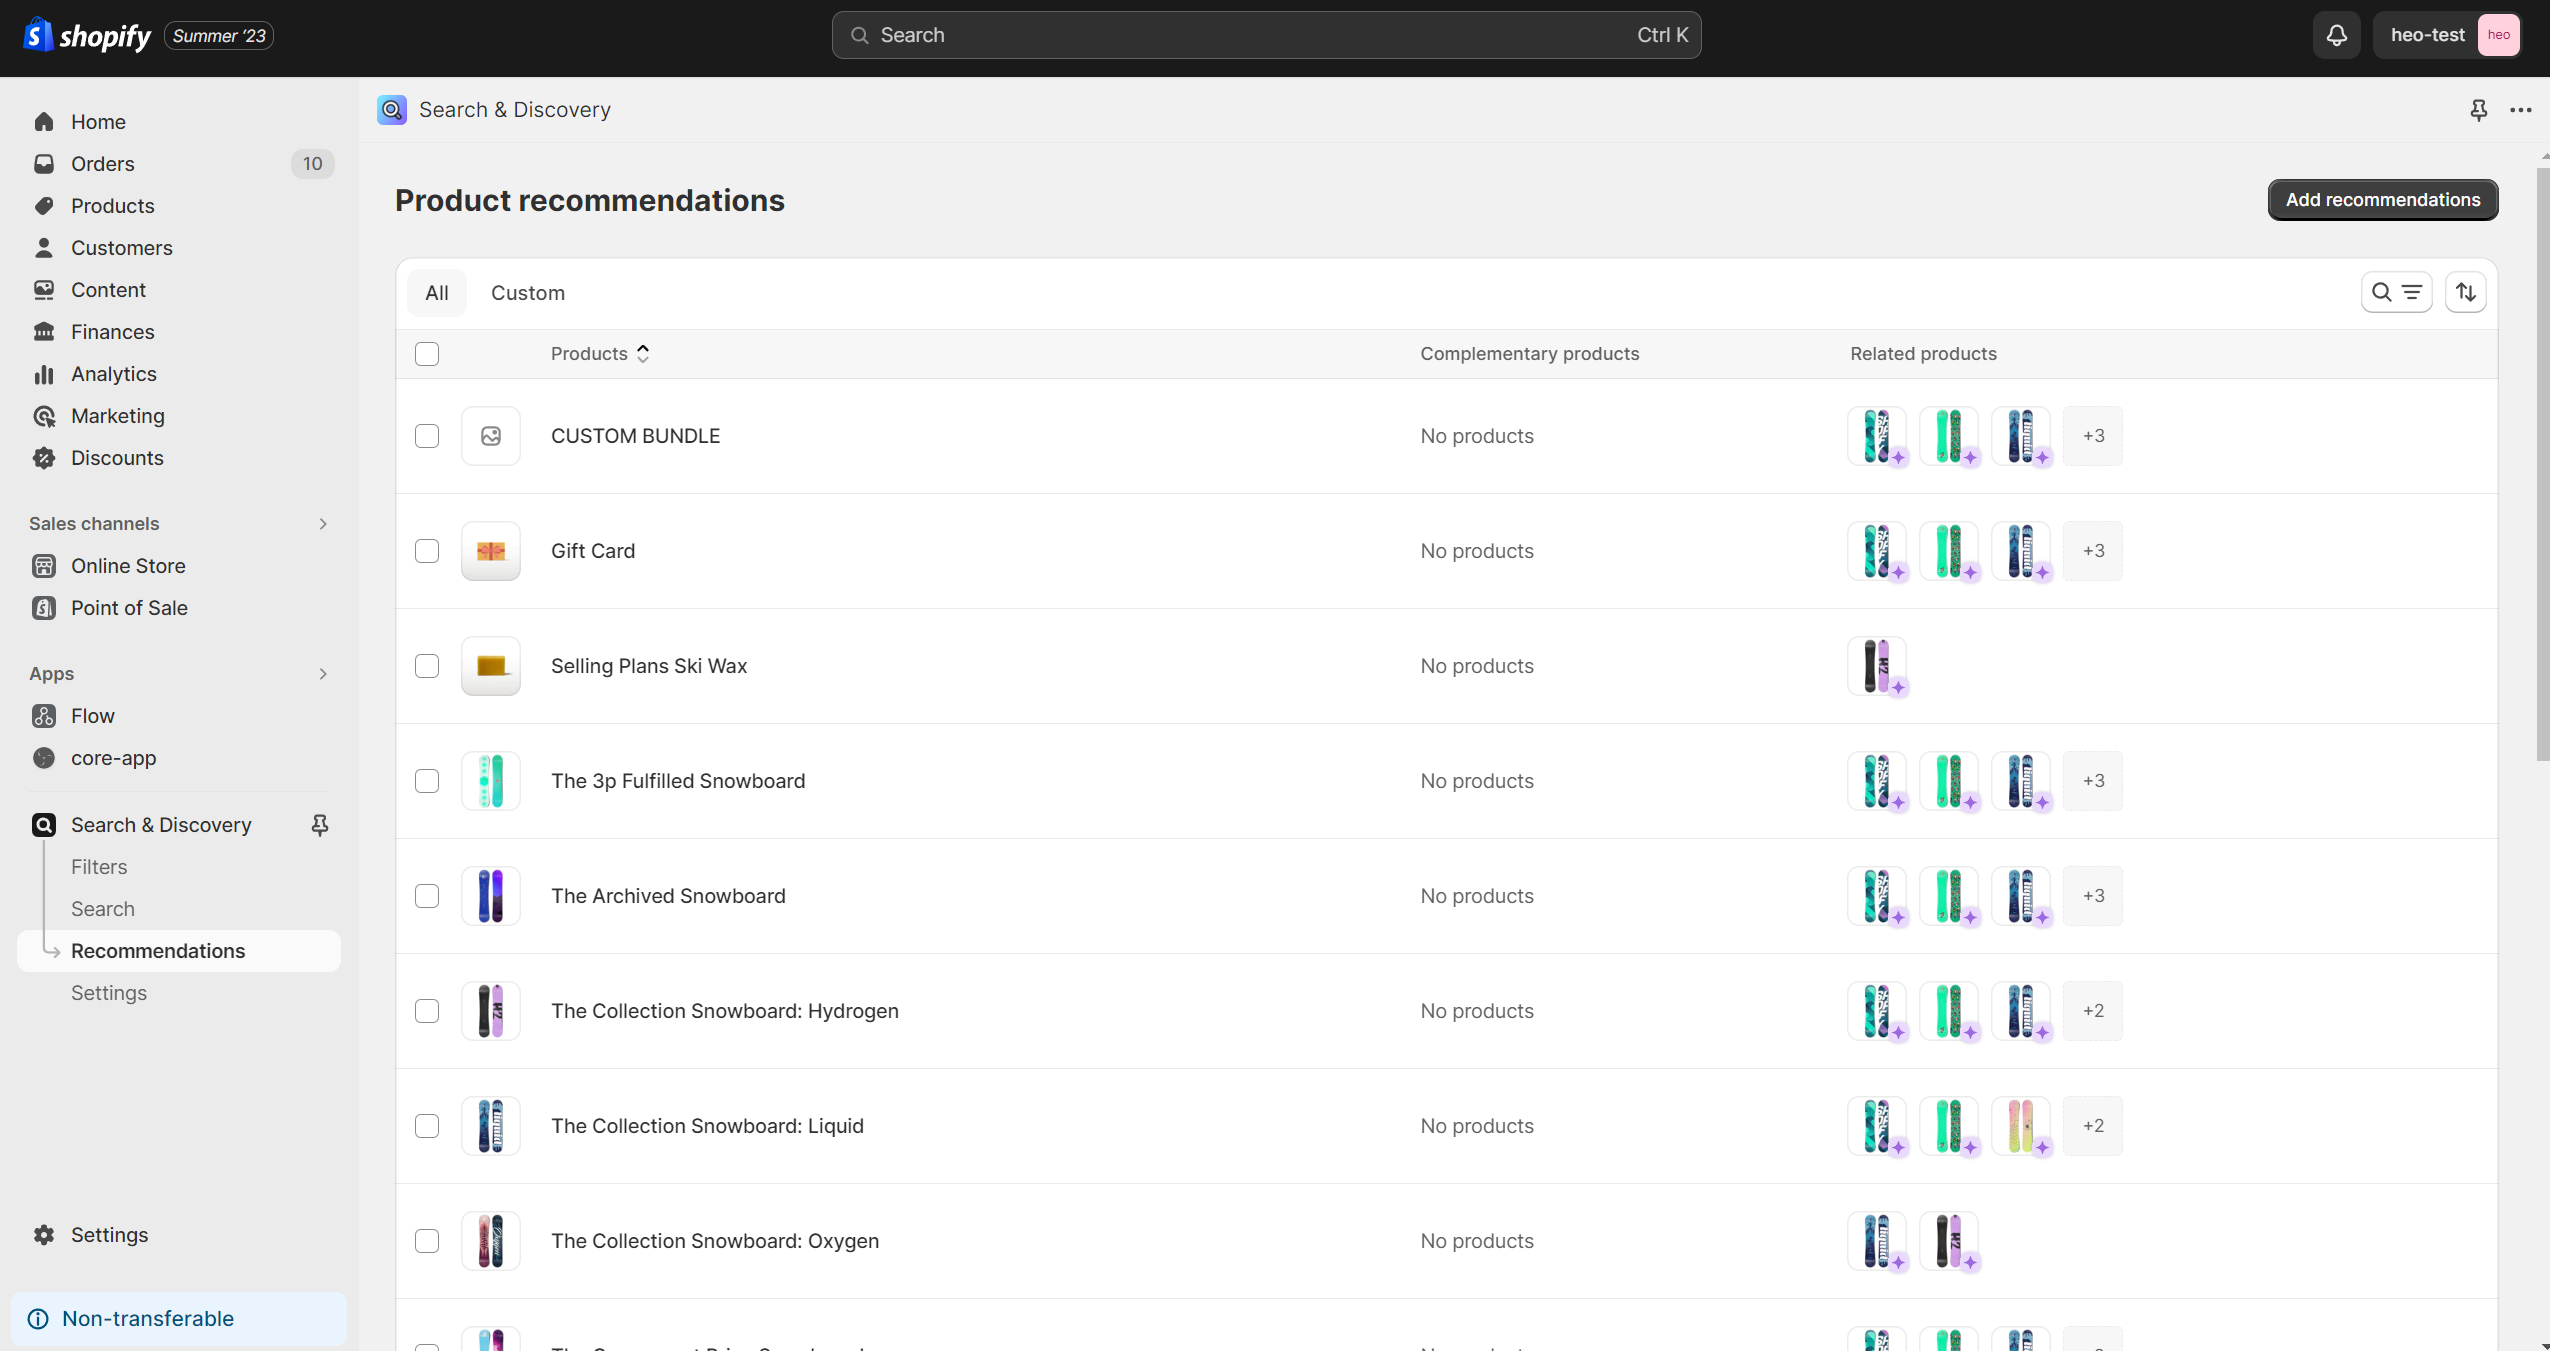 shopify Summer '23
Search Ctrl K
heo-test heo
Home
Orders 10
Products
Customers
Content
Finances
Analytics
Marketing
Discounts
Sales channels
Online Store
Point of Sale
Apps
Flow
core-app
Search & Discovery
Filters
Search
Recommendations
Settings
Settings
Non-transferable
Search & Discovery
Product recommendations
Add recommendations
All Custom
Products Complementary products Related products
CUSTOM BUNDLE No products +3
Gift Card No products +3
Selling Plans Ski Wax No products
The 3p Fulfilled Snowboard No products +3
The Archived Snowboard No products +3
The Collection Snowboard: Hydrogen No products +2
The Collection Snowboard: Liquid No products +2
The Collection Snowboard: Oxygen No products